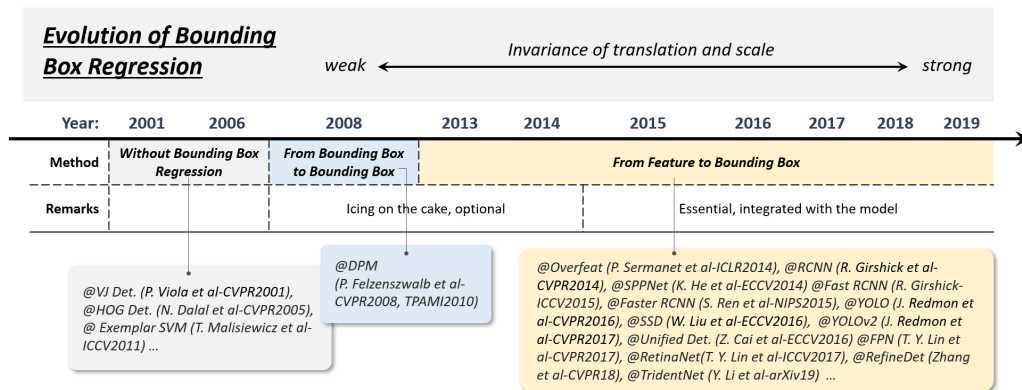 Evolution of Bounding
Box Regression
Invariance of translation and scale
weak
strong
Year: 2001 2006 2008 2013 2014 2015 2016 2017 2018 2019
Method
Without Bounding Box
Regression
From Bounding Box
to Bounding Box
From Feature to Bounding Box
Remarks
Icing on the cake, optional
Essential, integrated with the model
@VJ Det. (P. Viola et al-CVPR2001),
@HOG Det. (N. Dalal et al-CVPR2005),
@ Exemplar SVM (T. Malisiewicz et al-
ICCV2011) ...
@DPM
(P. Felzenszwalb et al-
CVPR2008, TPAMI2010)
@Overfeat (P. Sermanet et al-ICLR2014), @RCNN (R. Girshick et al-
CVPR2014), @SPPNet (K. He et al-ECCV2014) @Fast RCNN (R. Girshick-
ICCV2015), @Faster RCNN (S. Ren et al-NIPS2015), @YOLO (J. Redmon et
al-CVPR2016), @SSD (W. Liu et al-ECCV2016), @YOLOv2 (J. Redmon et
al-CVPR2017), @Unified Det. (Z. Cai et al-ECCV2016) @FPN (T. Y. Lin et
al-CVPR2017), @RetinaNet(T. Y. Lin et al-ICCV2017), @RefineDet (Zhang
et al-CVPR18), @TridentNet (Y. Li et al-arXiv19) ...